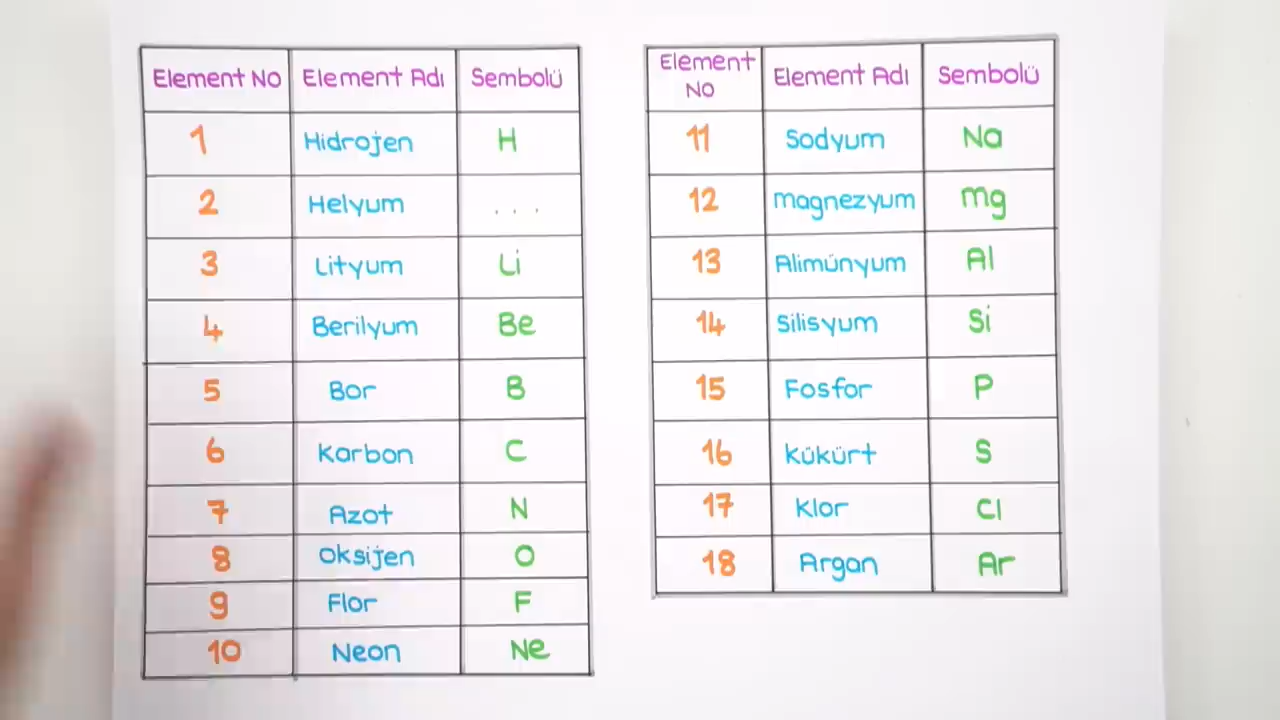 Element No Element Adı Sembolü
1 Hidrojen H
2 Helyum ...
3 Lityum Li
4 Berilyum Be
5 Bor B
6 Karbon C
7 Azot N
8 Oksijen O
9 Flor F
10 Neon Ne
Element No Element Adı Sembolü
11 Sodyum Na
12 Magnezyum Mg
13 Alimünyum Al
14 Silisyum Si
15 Fosfor P
16 Kükürt S
17 Klor Cl
18 Argan Ar